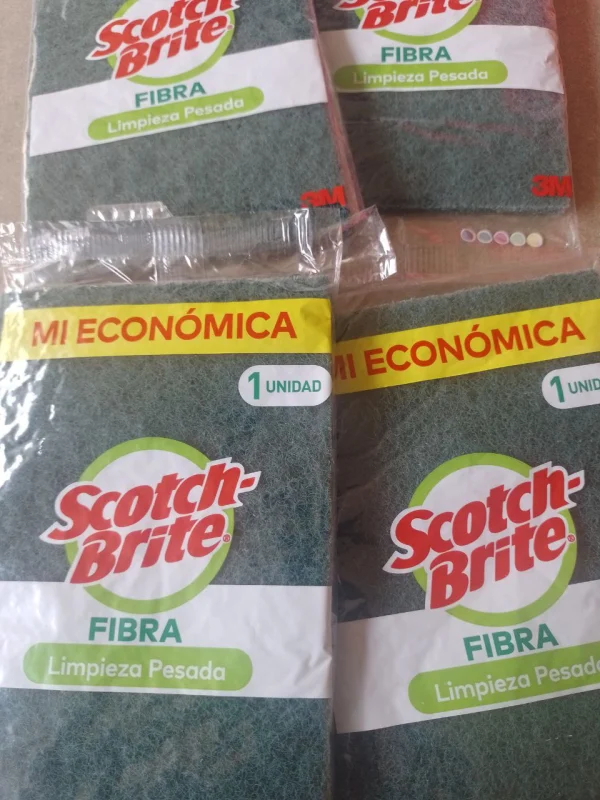 Scotch-
Brite
FIBRA
Limpieza Pesada
3M
Scotch-
Brite
FIBRA
Limpieza Pesada
3M
MI ECONÓMICA
1 UNIDAD
Scotch-
Brite®
FIBRA
Limpieza Pesada
MI ECONÓMICA
1 UNID
Scotch-
Brite®
FIBRA
Limpieza Pesada